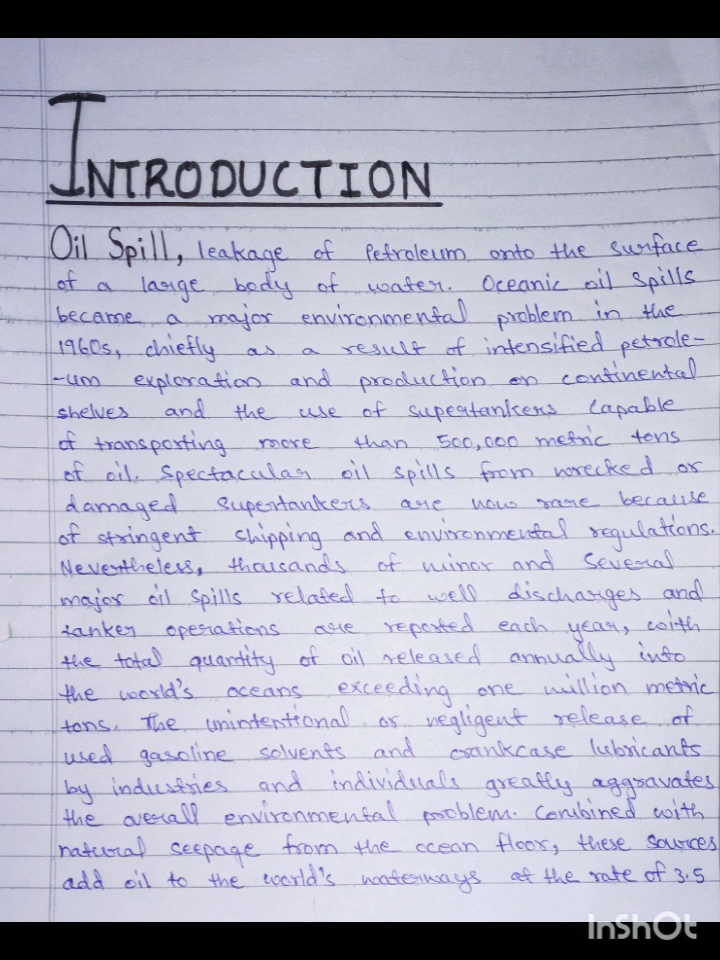 INTRODUCTION
Oil Spill, leakage of Petroleum onto the surface
of a large body of water. Oceanic oil spills
became a major environmental problem in the
1960s, chiefly as a result of intensified petrole-
-um exploration and production on continental
shelves and the use of supertankers capable
of transporting more than 500,000 metric tons
of oil. Spectacular oil spills from wrecked or
damaged supertankers are now rare because
of stringent shipping and environmental regulations.
Nevertheless, thousands of minor and several
major oil spills related to well discharges and
tanker operations are reported each year, with
the total quantity of oil released annually into
the world's oceans exceeding one million metric
tons. The unintentional or negligent release of
used gasoline solvents and crankcase lubricants
by industries and individuals greatly aggravates
the overall environmental problem. Combined with
natural seepage from the ocean floor, these sources
add oil to the world's waterways at the rate of 3.5
InShOt